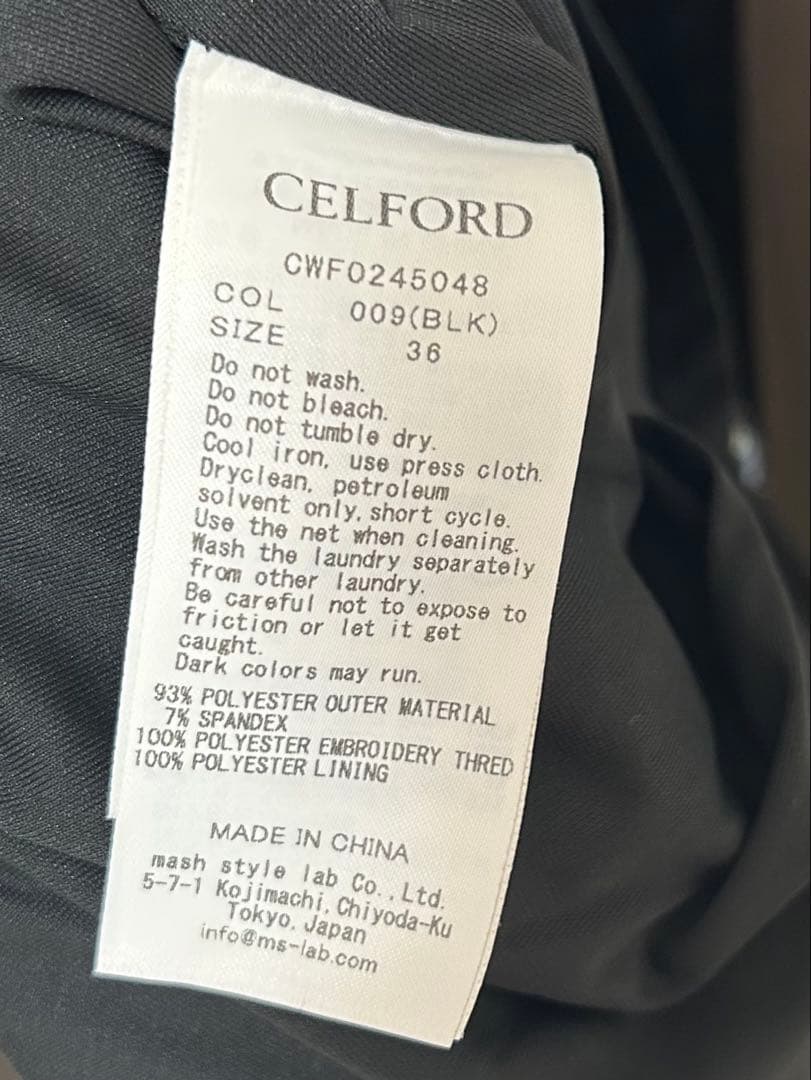 CELFORD
CWF0245048
COL 009(BLK)
SIZE 36
Do not wash.
Do not bleach.
Do not tumble dry.
Cool iron, use press cloth.
Dryclean, petroleum
solvent only, short cycle.
Use the net when cleaning.
Wash the laundry separately
from other laundry.
Be careful not to expose to
friction or let it get
caught.
Dark colors may run.
93% POLYESTER OUTER MATERIAL
7% SPANDEX
100% POLYESTER EMBROIDERY THRED
100% POLYESTER LINING
MADE IN CHINA
mash style lab Co., Ltd.
5-7-1 Kojimachi, Chiyoda-Ku
Tokyo, Japan
info@ms-lab.com